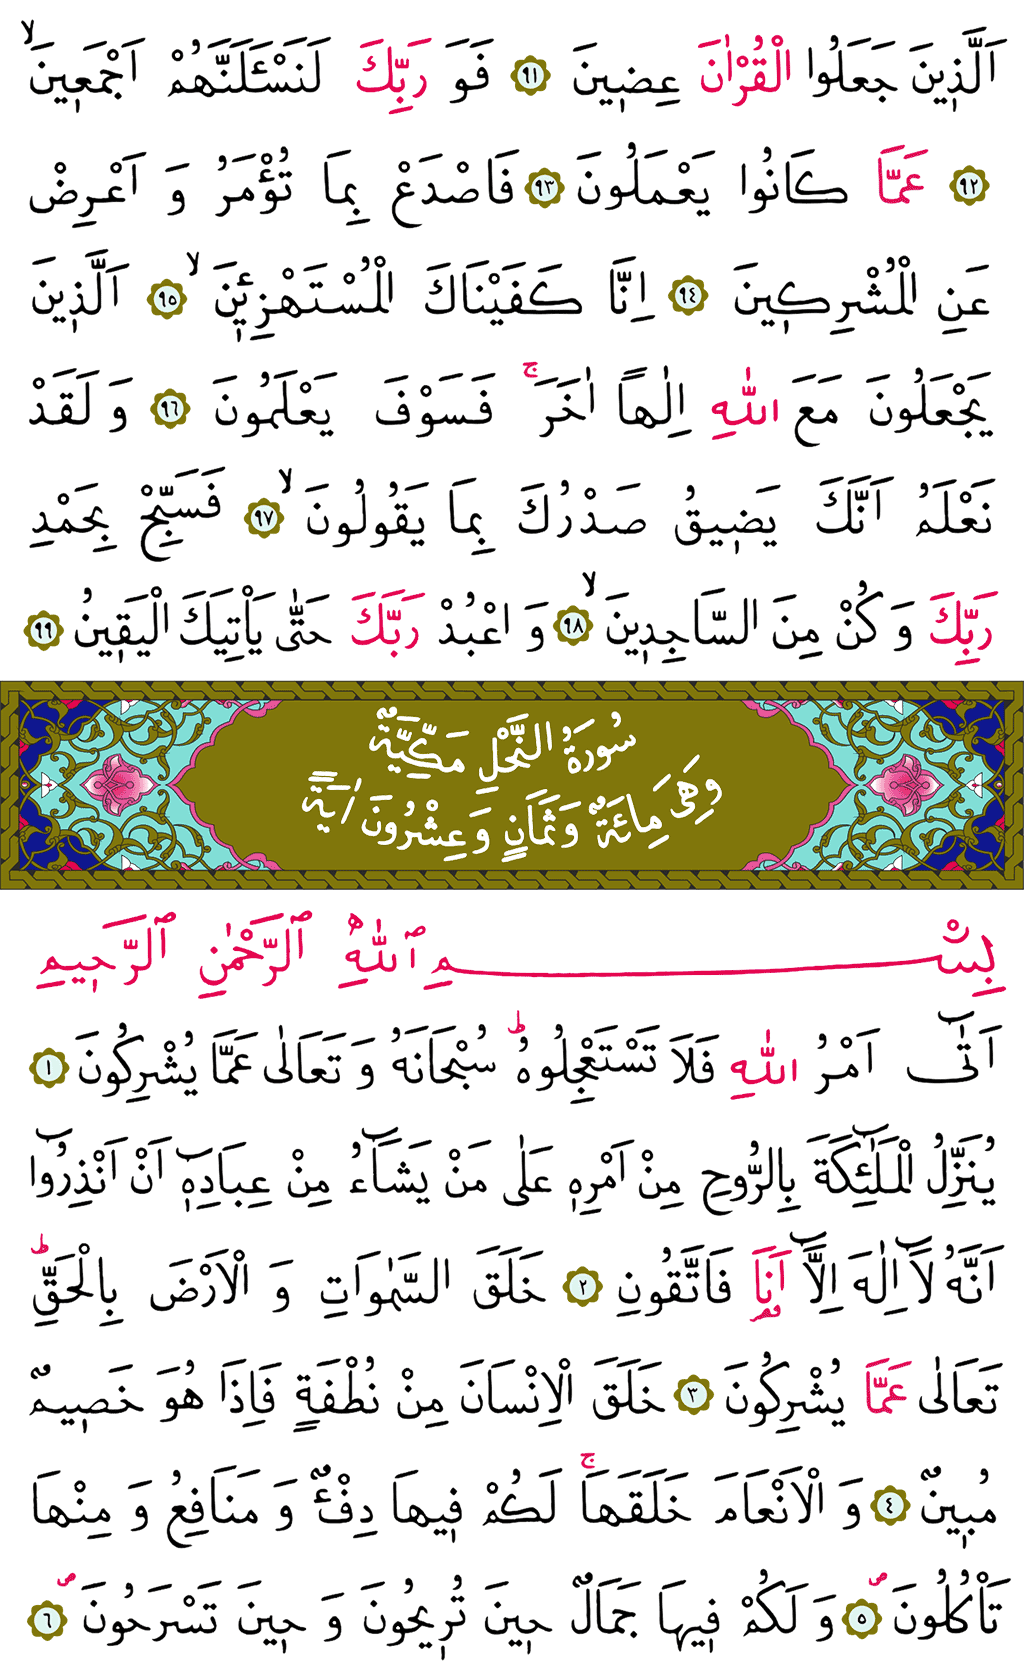 اَلَّذٖينَ جَعَلُوا الْقُرْاٰنَ عِضٖينَ ﴿٩١﴾ فَوَ رَبِّكَ لَنَسْـَٔلَنَّهُمْ اَجْمَعٖينَۙ
﴿٩٢﴾ عَمَّا كَانُوا يَعْمَلُونَ ﴿٩٣﴾ فَاصْدَعْ بِمَا تُؤْمَرُ وَ اَعْرِضْ
عَنِ الْمُشْرِكٖينَ ﴿٩٤﴾ اِنَّا كَفَيْنَاكَ الْمُسْتَهْزِئٖينَۙ ﴿٩٥﴾ اَلَّذٖينَ
يَجْعَلُونَ مَعَ اللّٰهِ اِلٰهًا اٰخَرَۚ فَسَوْفَ يَعْلَمُونَ ﴿٩٦﴾ وَ لَقَدْ
نَعْلَمُ اَنَّكَ يَضٖيقُ صَدْرُكَ بِمَا يَقُولُونَۙ ﴿٩٧﴾ فَسَبِّحْ بِحَمْدِ
رَبِّكَ وَ كُنْ مِنَ السَّاجِدٖينَۙ ﴿٩٨﴾ وَ اعْبُدْ رَبَّكَ حَتّٰى يَاْتِيَكَ الْيَقٖينُ ﴿٩٩﴾
سُورَةُ النَّحْلِ مَكِّيَّةٌ
وَهِىَ مِائَةٌ وَثَمَانٍ وَعِشْرُونَ اٰيَةً
بِسْمِ اللّٰهِ الرَّحْمٰنِ الرَّحٖيمِ
اَتٰٓى اَمْرُ اللّٰهِ فَلَا تَسْتَعْجِلُوهُؕ سُبْحَانَهُ وَ تَعَالٰى عَمَّا يُشْرِكُونَ ﴿١﴾
يُنَزِّلُ الْمَلٰٓئِكَةَ بِالرُّوحِ مِنْ اَمْرِهٖ عَلٰى مَنْ يَشَٓاءُ مِنْ عِبَادِهٖٓ اَنْ اَنْذِرُٓوا
اَنَّهُ لَٓا اِلٰهَ اِلَّٓا اَنَا فَاتَّقُونِ ﴿٢﴾ خَلَقَ السَّمٰوَاتِ وَ الْاَرْضَ بِالْحَقِّؕ
تَعَالٰى عَمَّا يُشْرِكُونَ ﴿٣﴾ خَلَقَ الْاِنْسَانَ مِنْ نُطْفَةٍ فَاِذَا هُوَ خَصٖيمٌ
مُبٖينٌ ﴿٤﴾ وَ الْاَنْعَامَ خَلَقَهَاۚ لَكُمْ فٖيهَا دِفْءٌ وَ مَنَافِعُ وَ مِنْهَا
تَاْكُلُونَࣕ ﴿٥﴾ وَ لَكُمْ فٖيهَا جَمَالٌ حٖينَ تُرٖيحُونَ وَ حٖينَ تَسْرَحُونَࣕ ﴿٦﴾